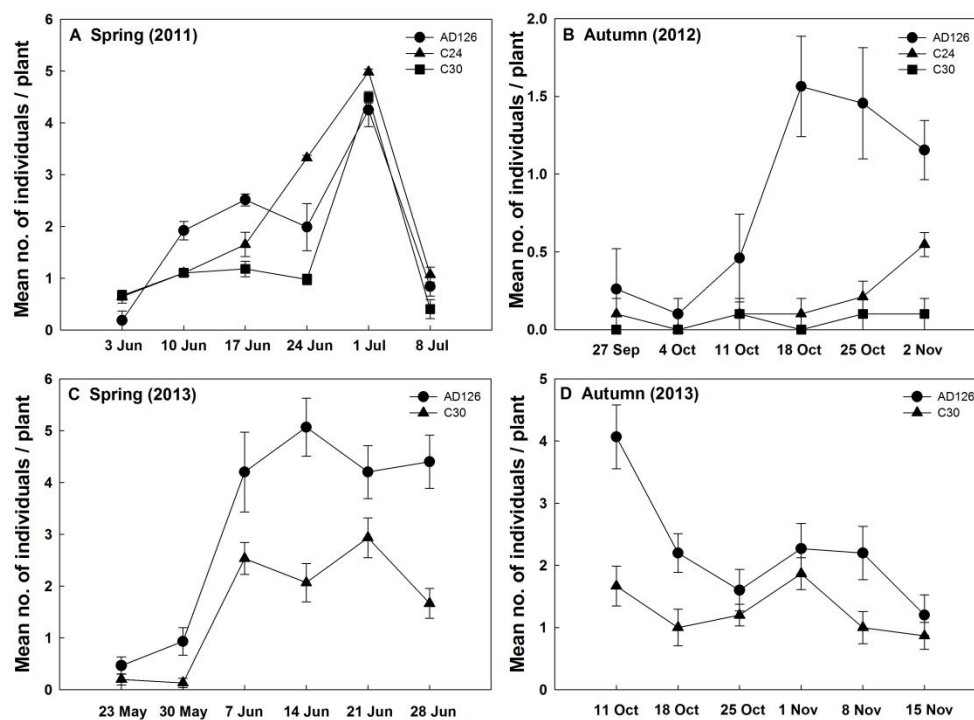 A Spring (2011)
AD126
C24
C30
Mean no. of individuals / plant
6
5
4
3
2
1
0
3 Jun 10 Jun 17 Jun 24 Jun 1 Jul 8 Jul
B Autumn (2012)
AD126
C24
C30
Mean no. of individuals / plant
2.0
1.5
1.0
0.5
0.0
27 Sep 4 Oct 11 Oct 18 Oct 25 Oct 2 Nov
C Spring (2013)
AD126
C30
Mean no. of individuals / plant
6
5
4
3
2
1
0
23 May 30 May 7 Jun 14 Jun 21 Jun 28 Jun
D Autumn (2013)
AD126
C30
Mean no. of individuals / plant
5
4
3
2
1
0
11 Oct 18 Oct 25 Oct 1 Nov 8 Nov 15 Nov